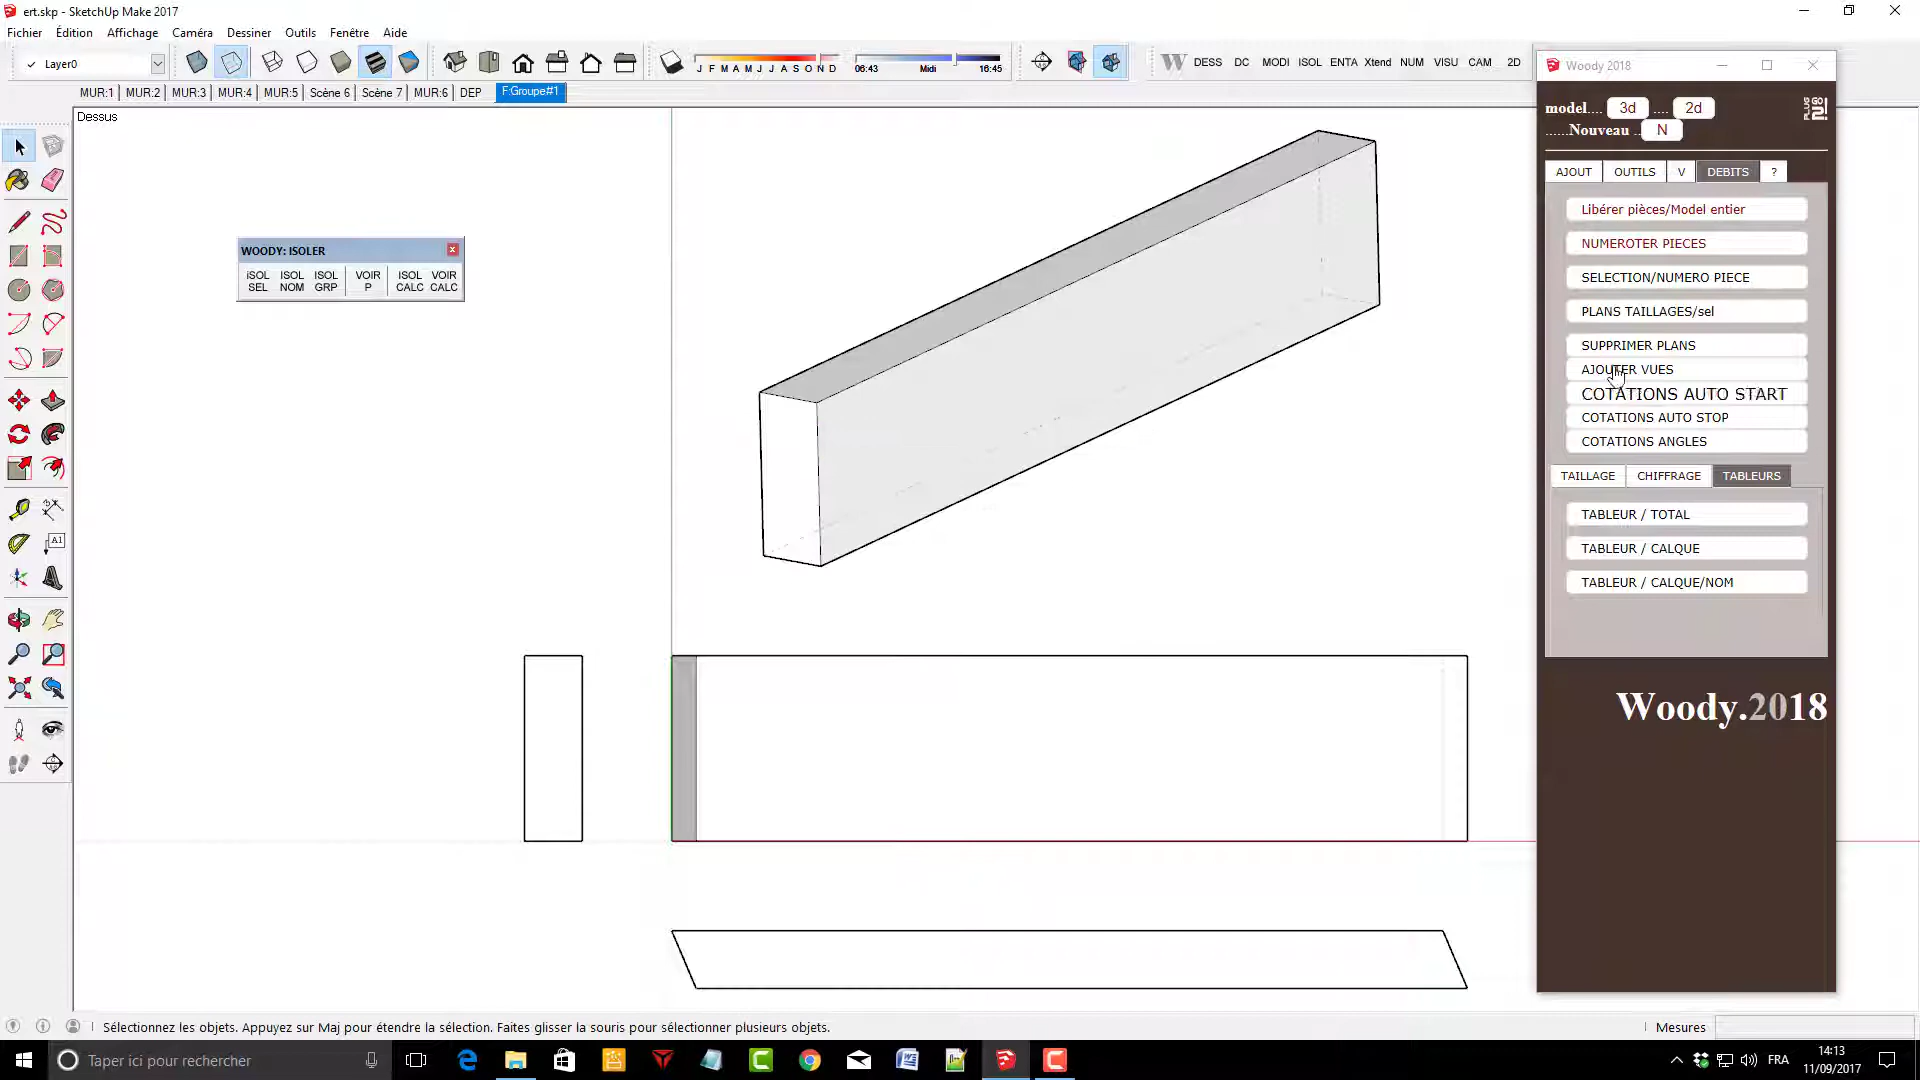 ert.skp - SketchUp Make 2017
Fichier Édition Affichage Caméra Dessiner Outils Fenêtre Aide
Layer0
J F M A M J J A S O N D
06:43 Midi 16:45
DESS DC MODI ISOL ENTA Xtend NUM VISU CAM 2D
MUR:1 MUR:2 MUR:3 MUR:4 MUR:5 Scène 6 Scène 7 MUR:6 DEP F:Groupe#1
Dessus
WOODY: ISOLER
iSOL SEL
ISOL NOM
ISOL GRP
VOIR P
ISOL CALC
VOIR CALC
A1
Woody 2018
model.... 3d .... 2d
......Nouveau .. N
PLUG
AJOUT OUTILS V DEBITS ?
Libérer pièces/Model entier
NUMEROTER PIECES
SELECTION/NUMERO PIECE
PLANS TAILLAGES/sel
SUPPRIMER PLANS
AJOUTER VUES
COTATIONS AUTO START
COTATIONS AUTO STOP
COTATIONS ANGLES
TAILLAGE CHIFFRAGE TABLEURS
TABLEUR / TOTAL
TABLEUR / CALQUE
TABLEUR / CALQUE/NOM
Woody.2018
Sélectionnez les objets. Appuyez sur Maj pour étendre la sélection. Faites glisser la souris pour sélectionner plusieurs objets.
Mesures
Taper ici pour rechercher
FRA
14:13
11/09/2017